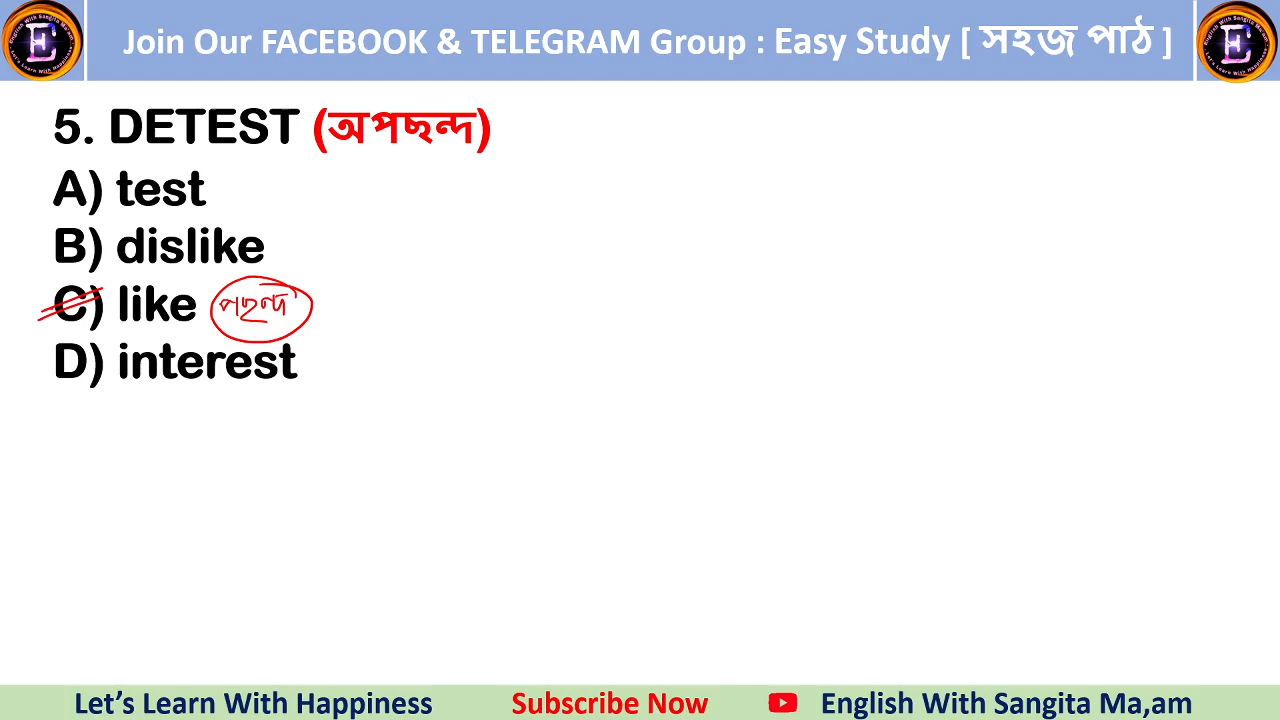 Join Our FACEBOOK & TELEGRAM Group : Easy Study [ সহজ পাঠ ]
5. DETEST (অপছন্দ)
A) test
B) dislike
C) like পছন্দ
D) interest
Let's Learn With Happiness Subscribe Now English With Sangita Ma,am